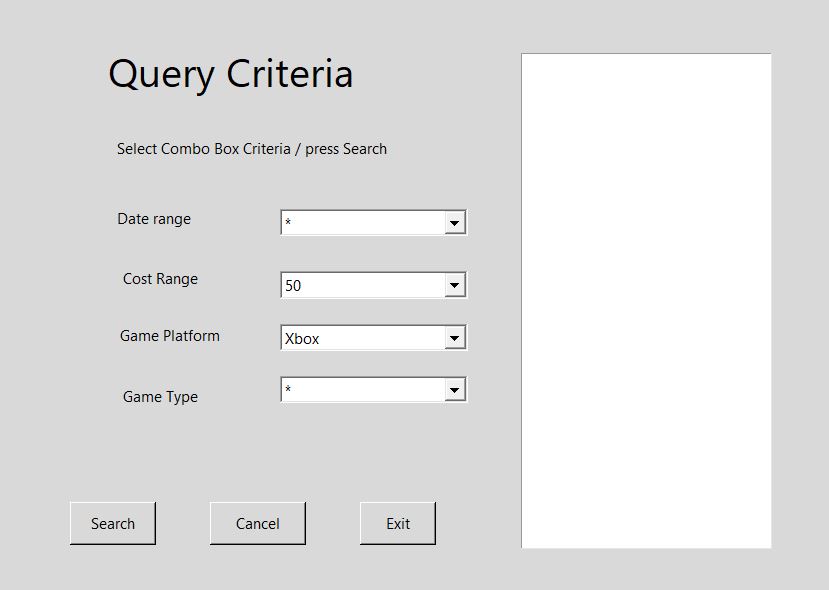 Query Criteria
Select Combo Box Criteria / press Search
Date range
*
Cost Range
50
Game Platform
Xbox
Game Type
*
Search
Cancel
Exit